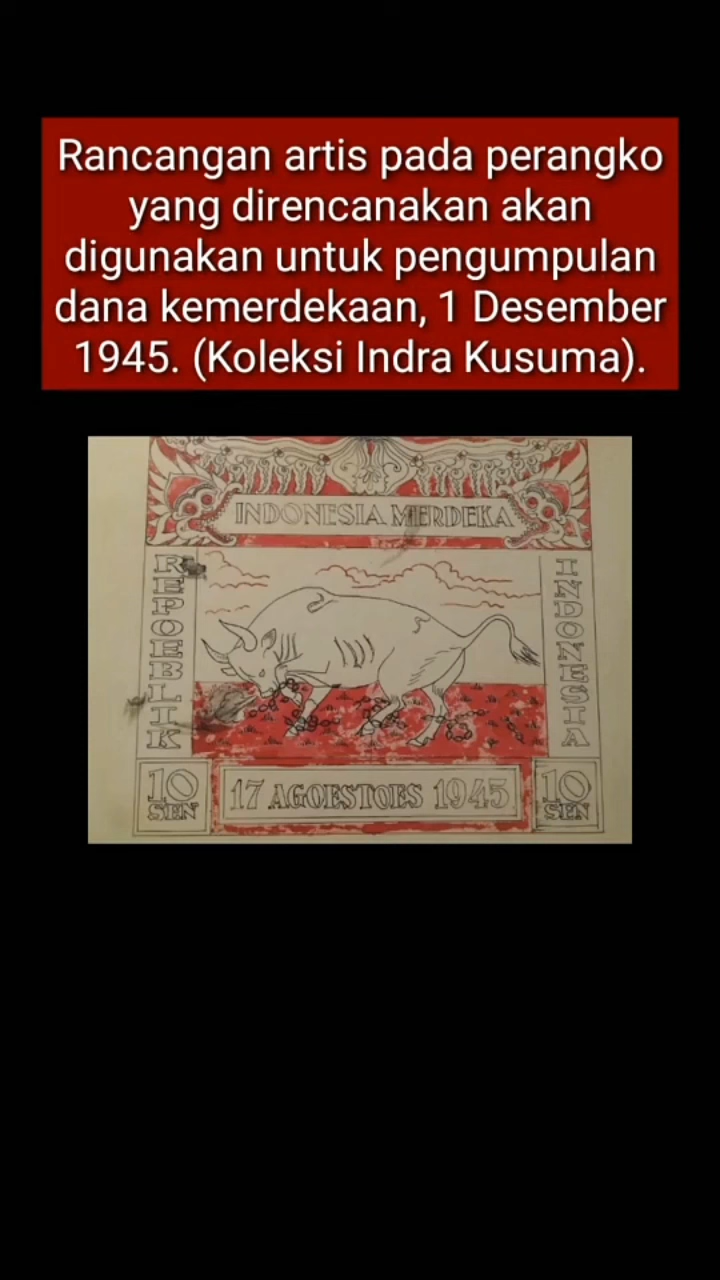 Rancangan artis pada perangko
yang direncanakan akan
digunakan untuk pengumpulan
dana kemerdekaan, 1 Desember
1945. (Koleksi Indra Kusuma).
INDONESIA MERDEKA
REPOEBLIK
INDONESIA
10
SEN
17 AGOESTOES 1945
10
SEN